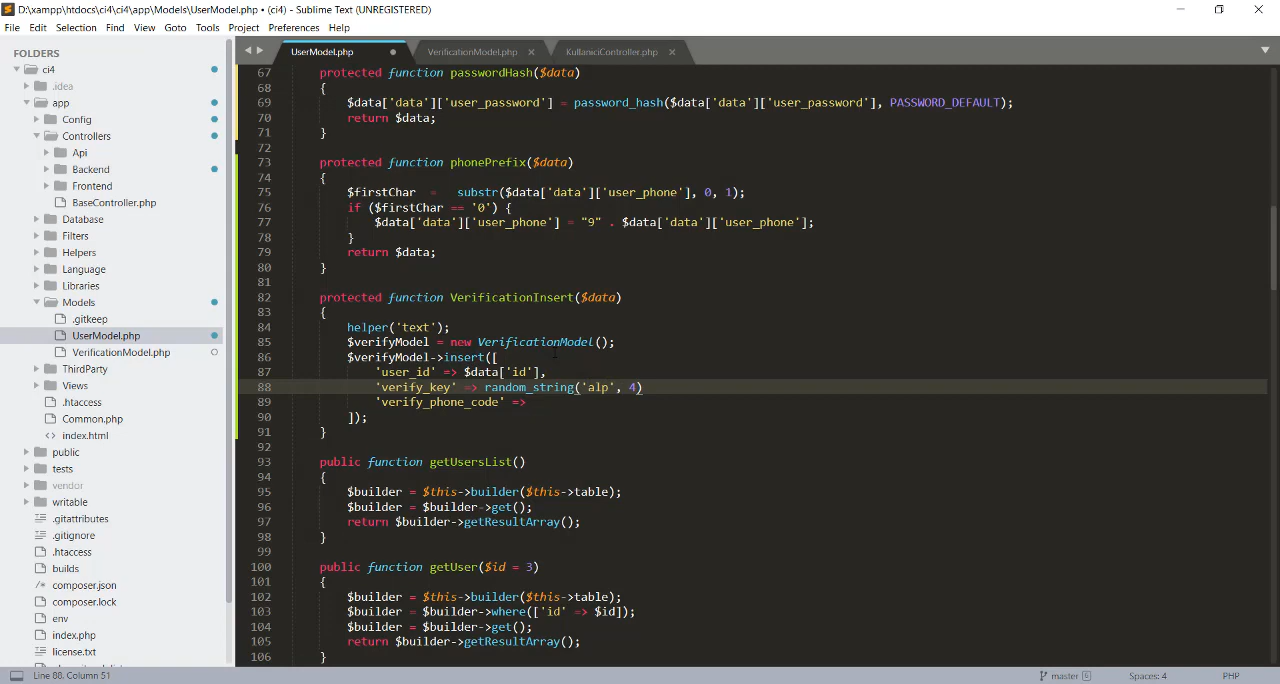 D:\xampp\htdocs\ci4\ci4\app\Models\UserModel.php • (ci4) - Sublime Text (UNREGISTERED)
File Edit Selection Find View Goto Tools Project Preferences Help
FOLDERS
ci4
.idea
app
Config
Controllers
Api
Backend
Frontend
BaseController.php
Database
Filters
Helpers
Language
Libraries
Models
.gitkeep
UserModel.php
VerificationModel.php
ThirdParty
Views
.htaccess
Common.php
index.html
public
tests
vendor
writable
.gitattributes
.gitignore
.htaccess
builds
composer.json
composer.lock
env
index.php
license.txt
UserModel.php VerificationModel.php KullaniciController.php
67 protected function passwordHash($data)
68 {
69 $data['data']['user_password'] = password_hash($data['data']['user_password'], PASSWORD_DEFAULT);
70 return $data;
71 }
72
73 protected function phonePrefix($data)
74 {
75 $firstChar = substr($data['data']['user_phone'], 0, 1);
76 if ($firstChar == '0') {
77 $data['data']['user_phone'] = "9" . $data['data']['user_phone'];
78 }
79 return $data;
80 }
81
82 protected function VerificationInsert($data)
83 {
84 helper('text');
85 $verifyModel = new VerificationModel();
86 $verifyModel->insert([
87 'user_id' => $data['id'],
88 'verify_key' => random_string('alp', 4)
89 'verify_phone_code' =>
90 ]);
91 }
92
93 public function getUsersList()
94 {
95 $builder = $this->builder($this->table);
96 $builder = $builder->get();
97 return $builder->getResultArray();
98 }
99
100 public function getUser($id = 3)
101 {
102 $builder = $this->builder($this->table);
103 $builder = $builder->where(['id' => $id]);
104 $builder = $builder->get();
105 return $builder->getResultArray();
106 }
Line 88, Column 51 master 6 Spaces: 4 PHP